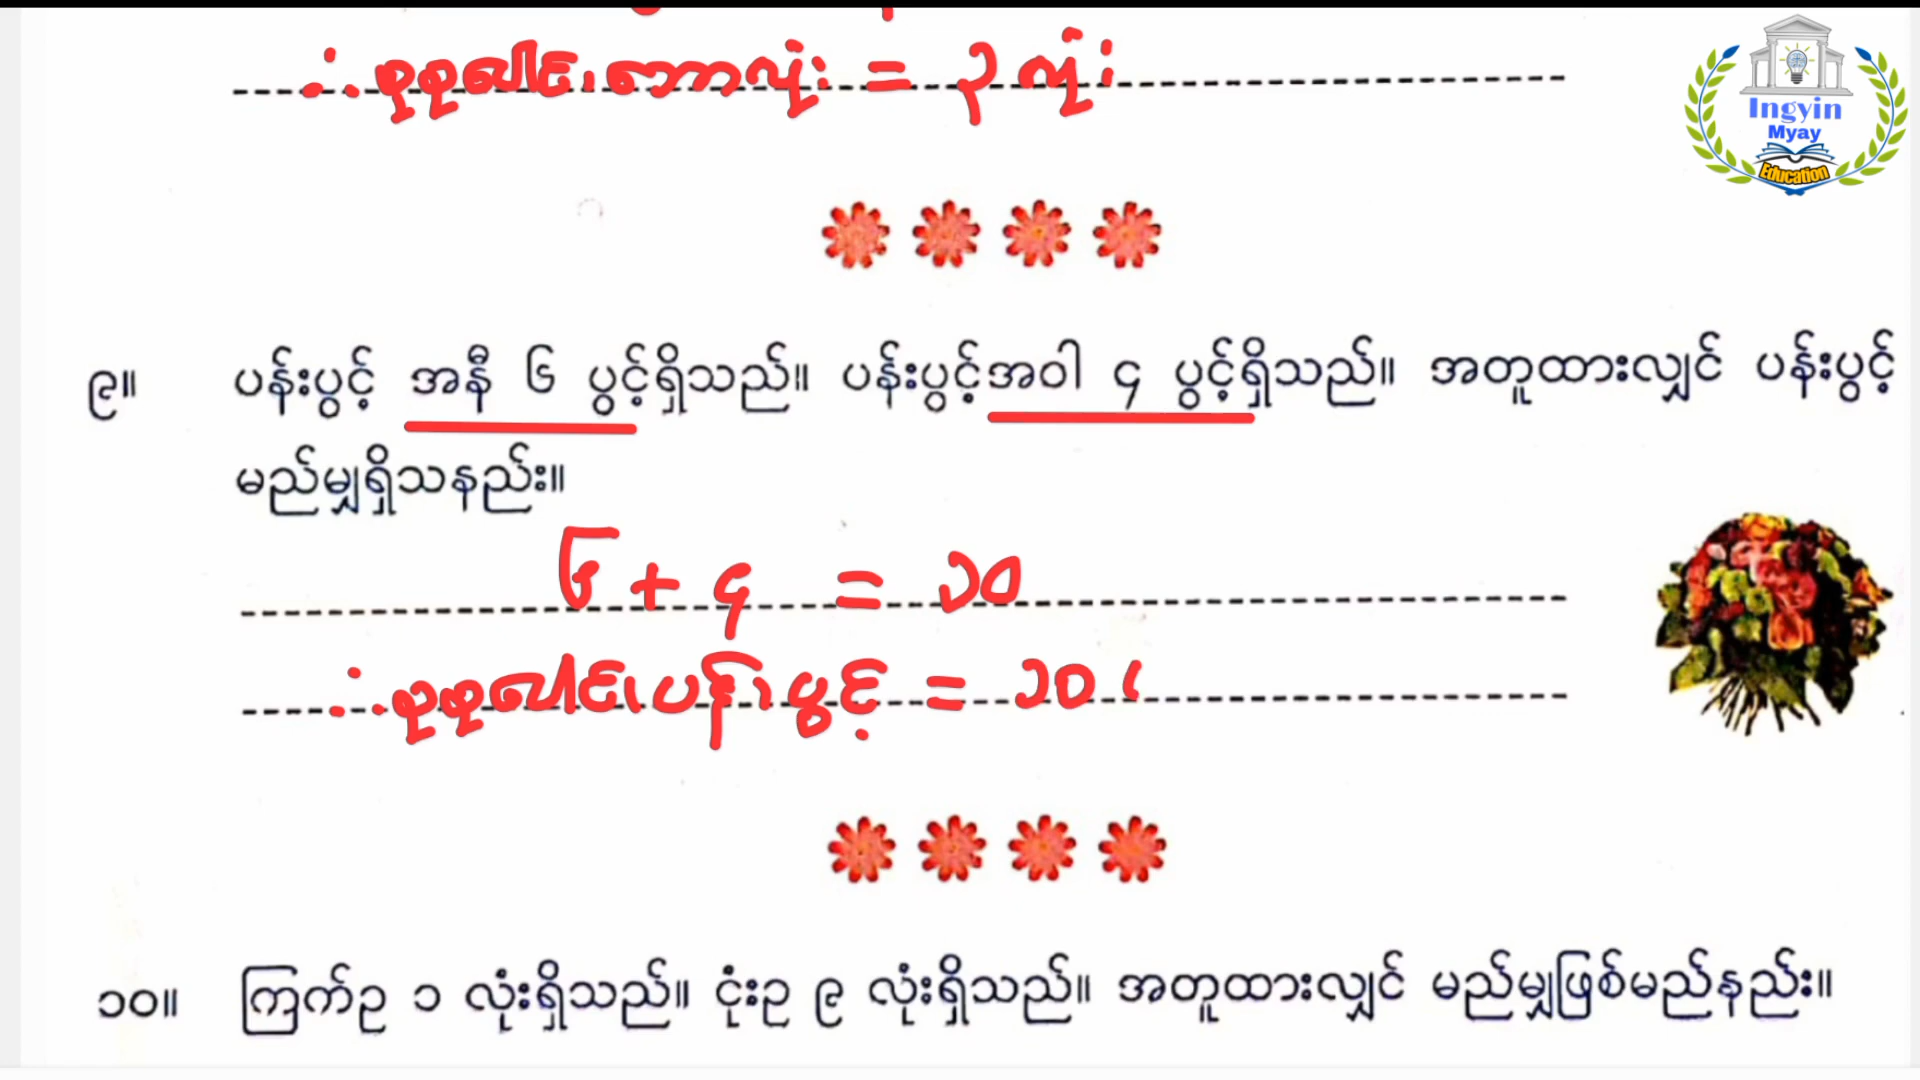 ∴ စုစုပေါင်းဘောလုံး = ၃ လုံး
Ingyin
Myay
Education
၉။ ပန်းပွင့် အနီ ၆ ပွင့်ရှိသည်။ ပန်းပွင့်အဝါ ၄ ပွင့်ရှိသည်။ အတူထားလျှင် ပန်းပွင့်
မည်မျှရှိသနည်း။
၆ + ၄ = ၁၀
∴ စုစုပေါင်းပန်းပွင့် = ၁၀
၁၀။ ကြက်ဥ ၁ လုံးရှိသည်။ ငုံးဥ ၉ လုံးရှိသည်။ အတူထားလျှင် မည်မျှဖြစ်မည်နည်း။